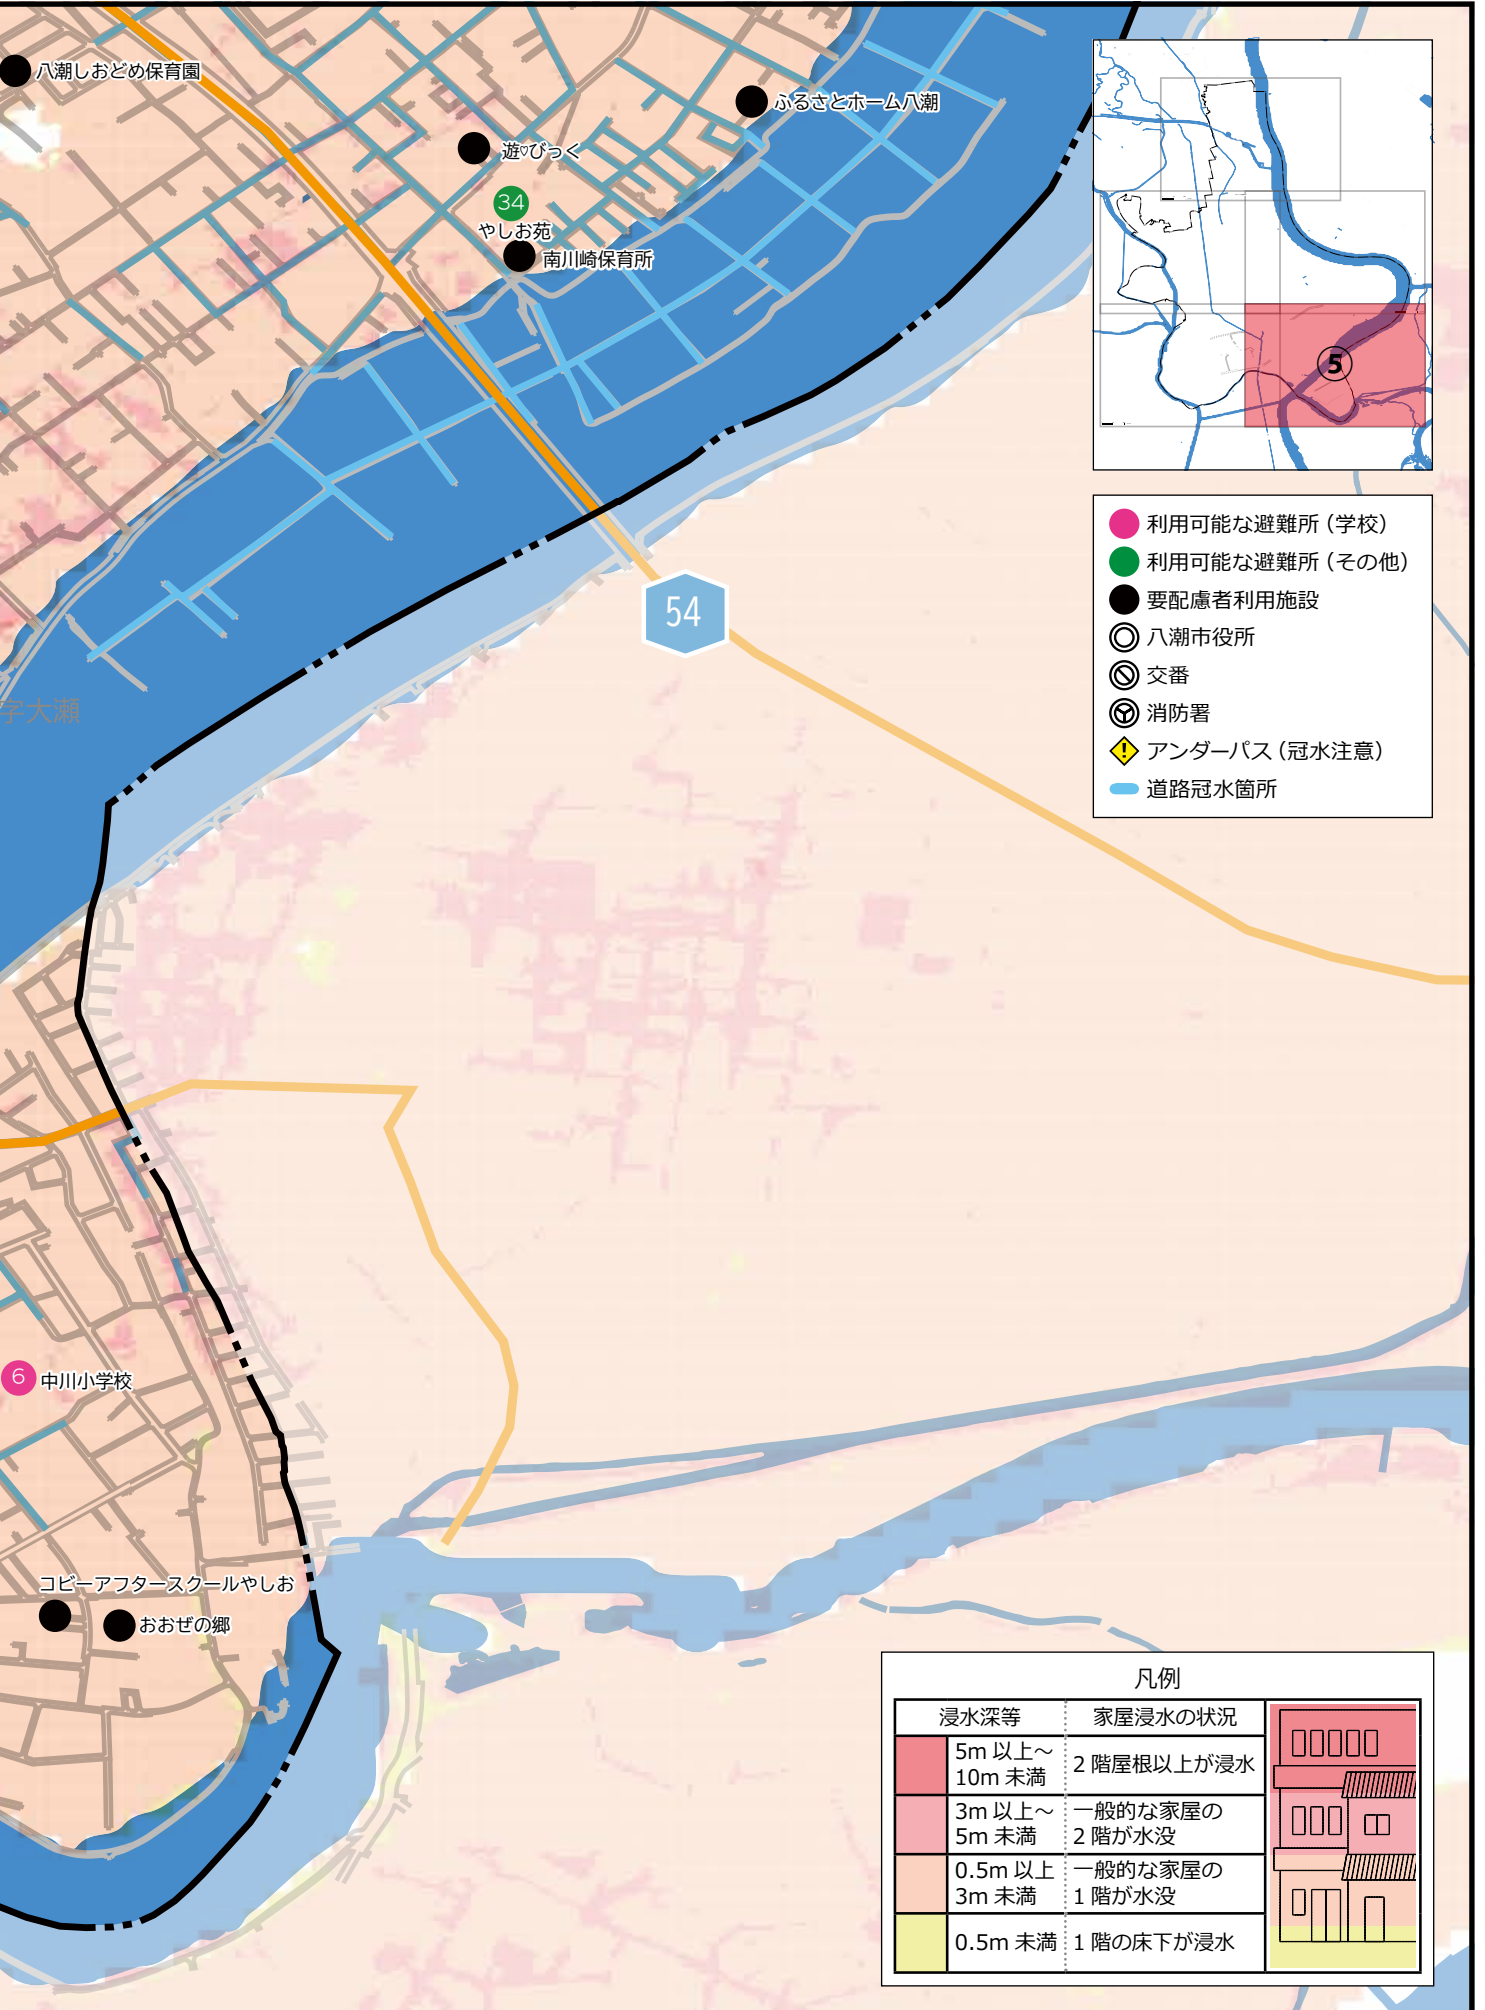 八潮しおどめ保育園
ふるさとホーム八潮
遊♡びっく
34
やしお苑
南川崎保育所
5
利用可能な避難所（学校）
利用可能な避難所（その他）
要配慮者利用施設
八潮市役所
交番
消防署
アンダーパス（冠水注意）
道路冠水箇所
54
字大瀬
6
中川小学校
コビーアフタースクールやしお
おおぜの郷
凡例
浸水深等 家屋浸水の状況
5m 以上～
10m 未満
2 階屋根以上が浸水
3m 以上～
5m 未満
一般的な家屋の
2 階が水没
0.5m 以上
3m 未満
一般的な家屋の
1 階が水没
0.5m 未満
1 階の床下が浸水